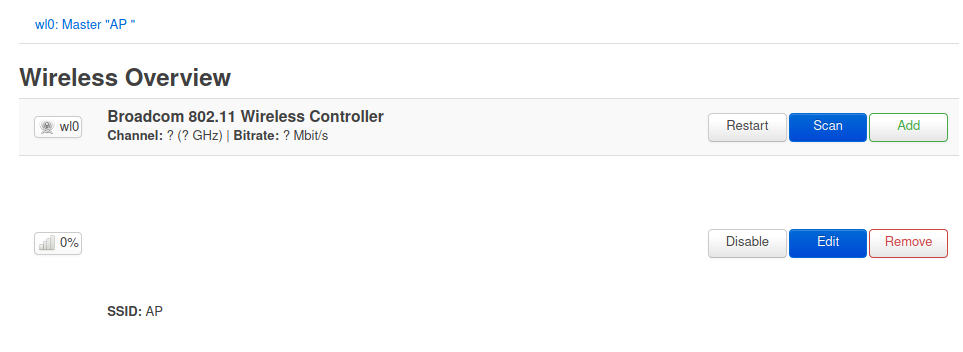 wl0: Master "AP "
Wireless Overview
wl0
Broadcom 802.11 Wireless Controller
Channel: ? (? GHz) | Bitrate: ? Mbit/s
Restart
Scan
Add
0%
Disable
Edit
Remove
SSID: AP